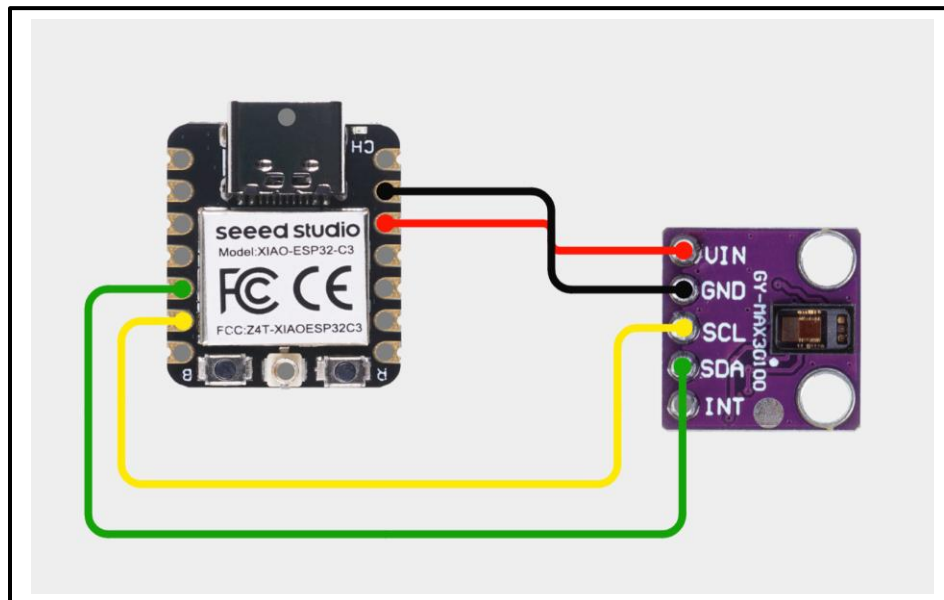 CH
seeed studio
Model:XIAO-ESP32-C3
FC CE
FCC:Z4T-XIAOESP32C3
B
R
VIN
GND
SCL
SDA
INT
GY-MAX30100